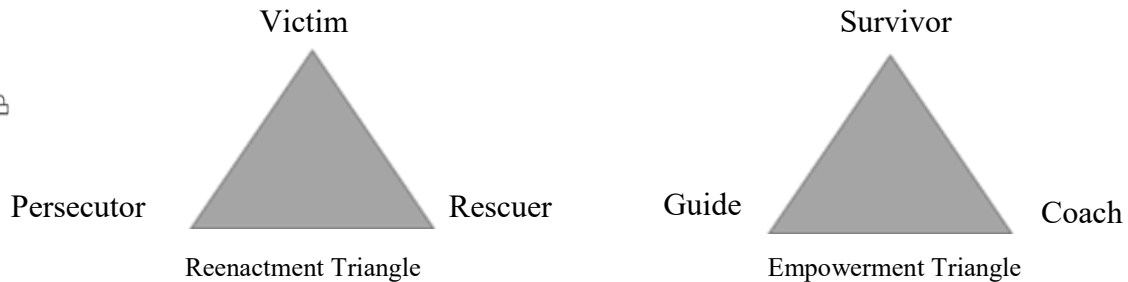 Victim
Survivor
Persecutor
Rescuer
Guide
Coach
Reenactment Triangle
Empowerment Triangle